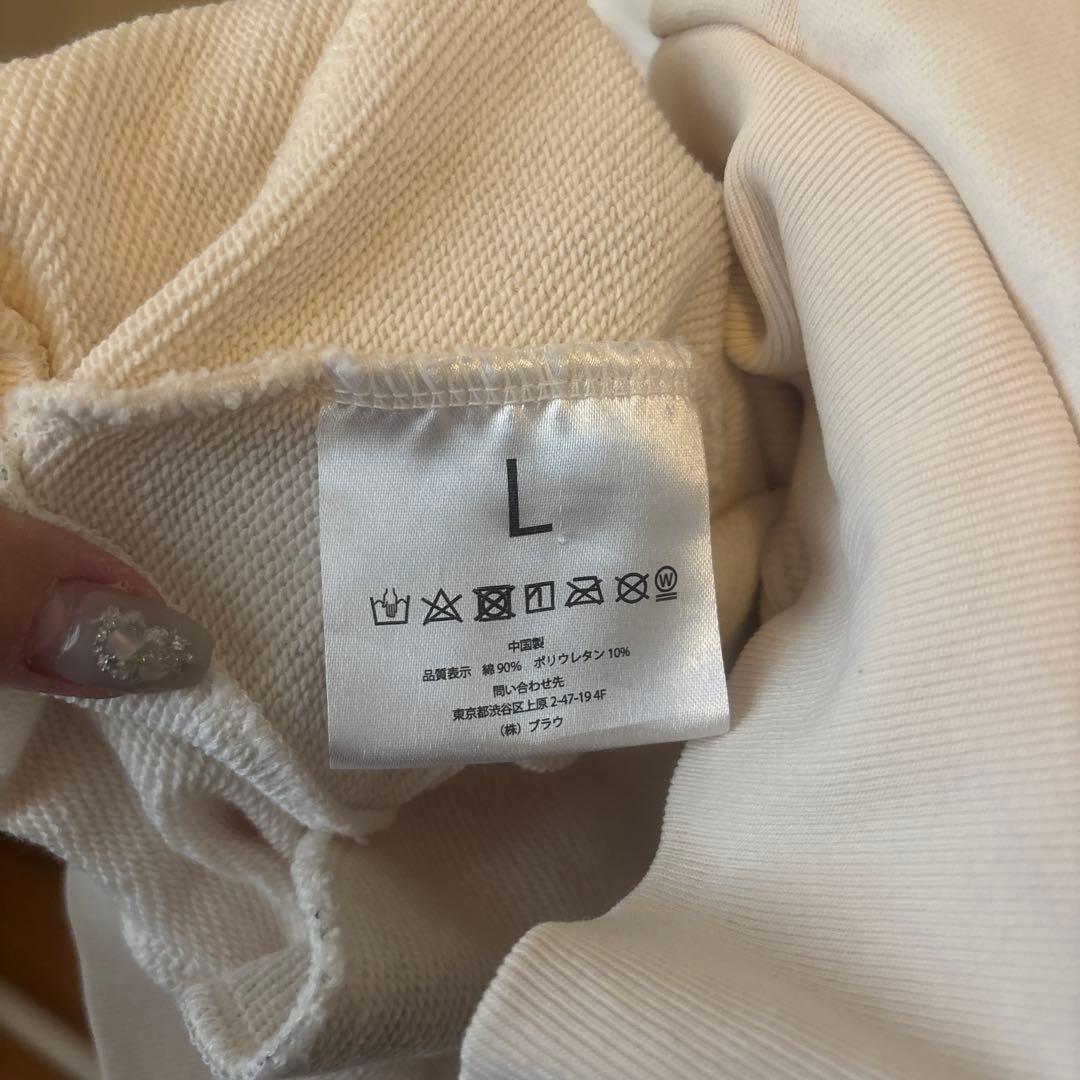 L
W
中国製
品質表示 綿 90% ポリウレタン 10%
問い合わせ先
東京都渋谷区上原 2-47-19 4F
（株）ブラウ